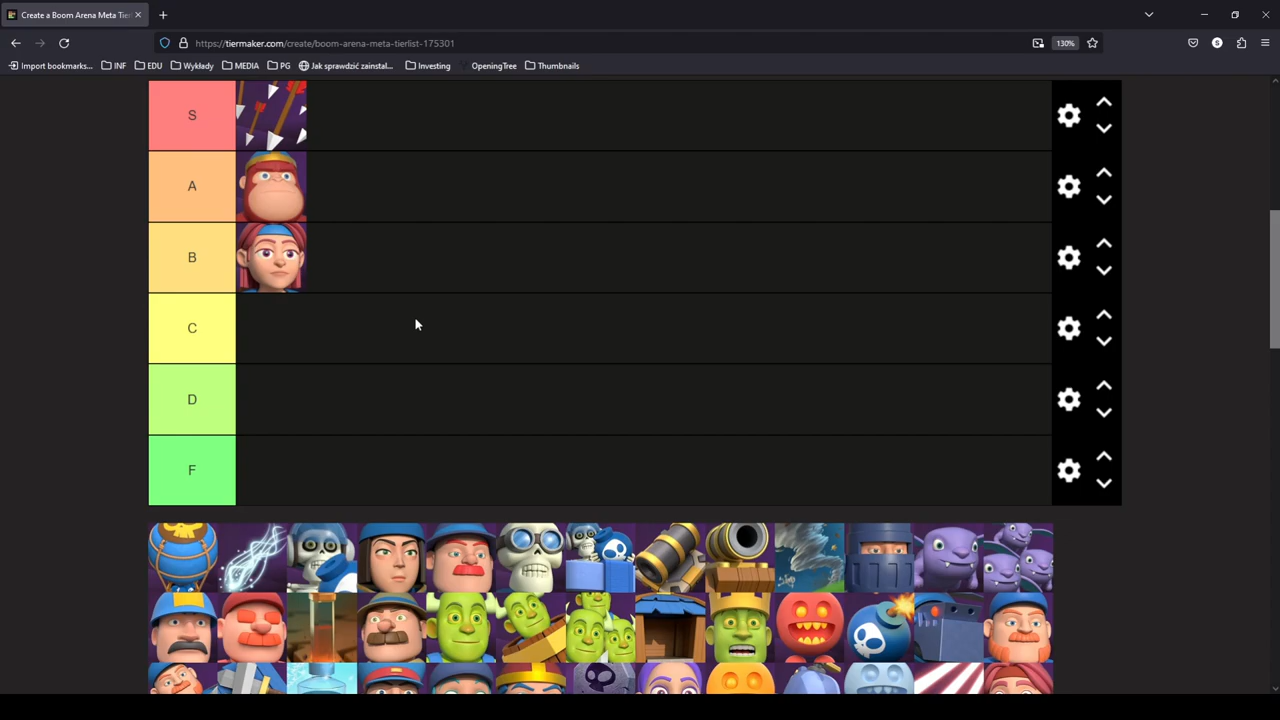 Create a Boom Arena Meta Tier
https://tiermaker.com/create/boom-arena-meta-tierlist-175301
130%
S
Import bookmarks...
INF
EDU
Wykłady
MEDIA
PG
Jak sprawdzić zainstal...
Investing
OpeningTree
Thumbnails
S
A
B
C
D
F